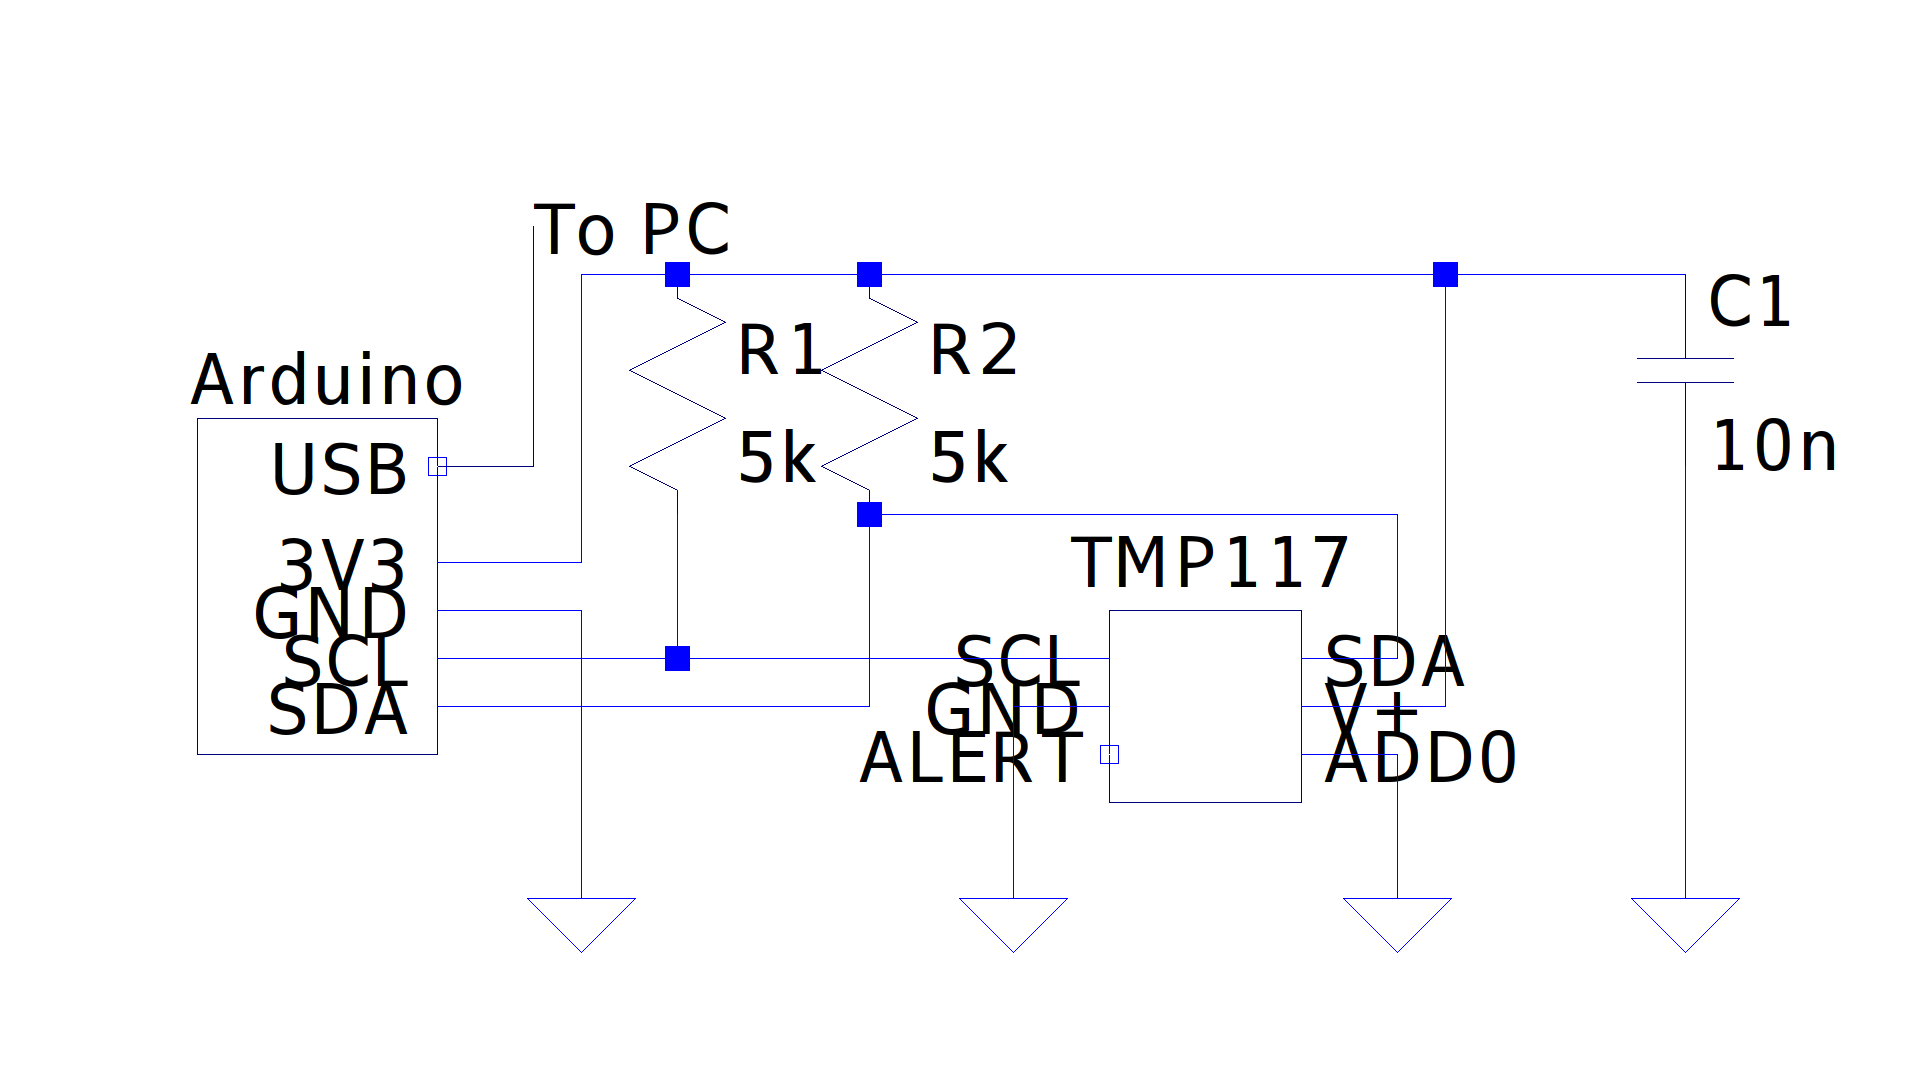 To PC
Arduino
USB
3V3
GND
SCL
SDA
R1
5k
R2
5k
TMP117
SCL
GND
ALERT
SDA
V+
ADD0
C1
10n